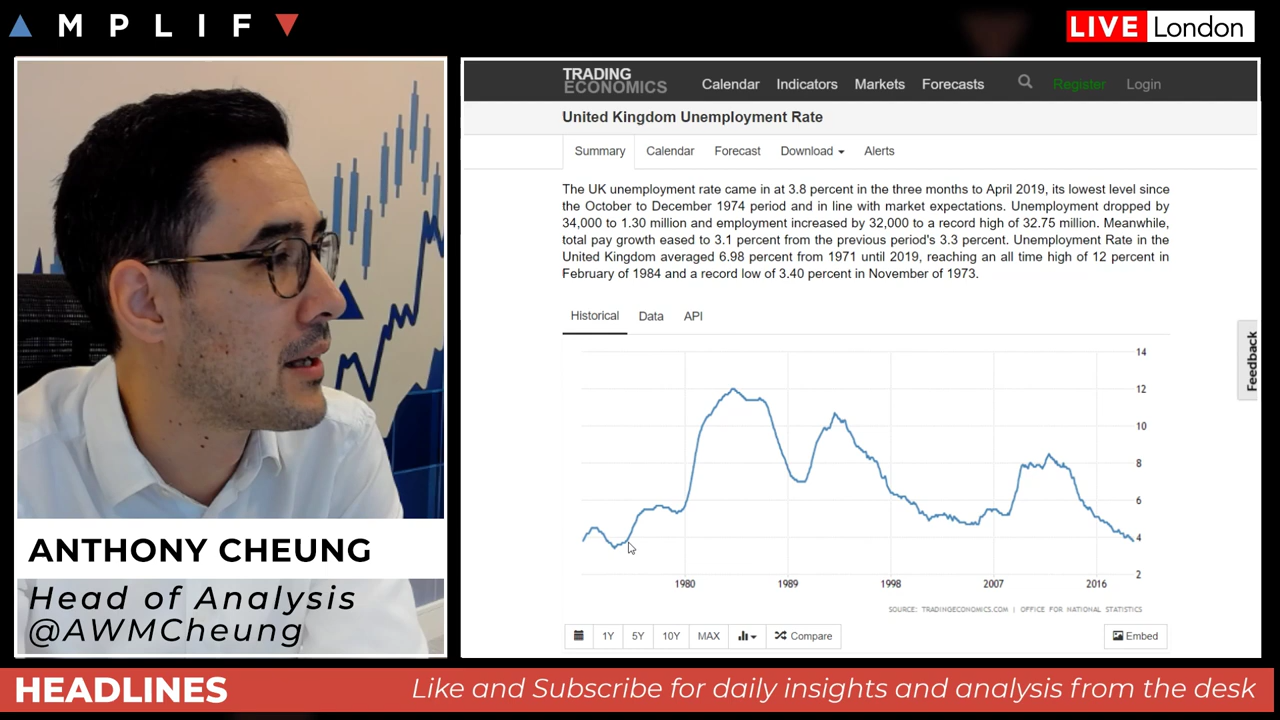 ▲ M P L I F ▼
LIVE London
TRADING
ECONOMICS
Calendar Indicators Markets Forecasts Register Login
United Kingdom Unemployment Rate
Summary Calendar Forecast Download Alerts
The UK unemployment rate came in at 3.8 percent in the three months to April 2019, its lowest level since
the October to December 1974 period and in line with market expectations. Unemployment dropped by
34,000 to 1.30 million and employment increased by 32,000 to a record high of 32.75 million. Meanwhile,
total pay growth eased to 3.1 percent from the previous period's 3.3 percent. Unemployment Rate in the
United Kingdom averaged 6.98 percent from 1971 until 2019, reaching an all time high of 12 percent in
February of 1984 and a record low of 3.40 percent in November of 1973.
Historical Data API
14
12
10
8
6
4
2
1980 1989 1998 2007 2016
SOURCE: TRADINGECONOMICS.COM | OFFICE FOR NATIONAL STATISTICS
1Y 5Y 10Y MAX Compare Embed
Feedback
ANTHONY CHEUNG
Head of Analysis
@AWMCheung
HEADLINES
Like and Subscribe for daily insights and analysis from the desk